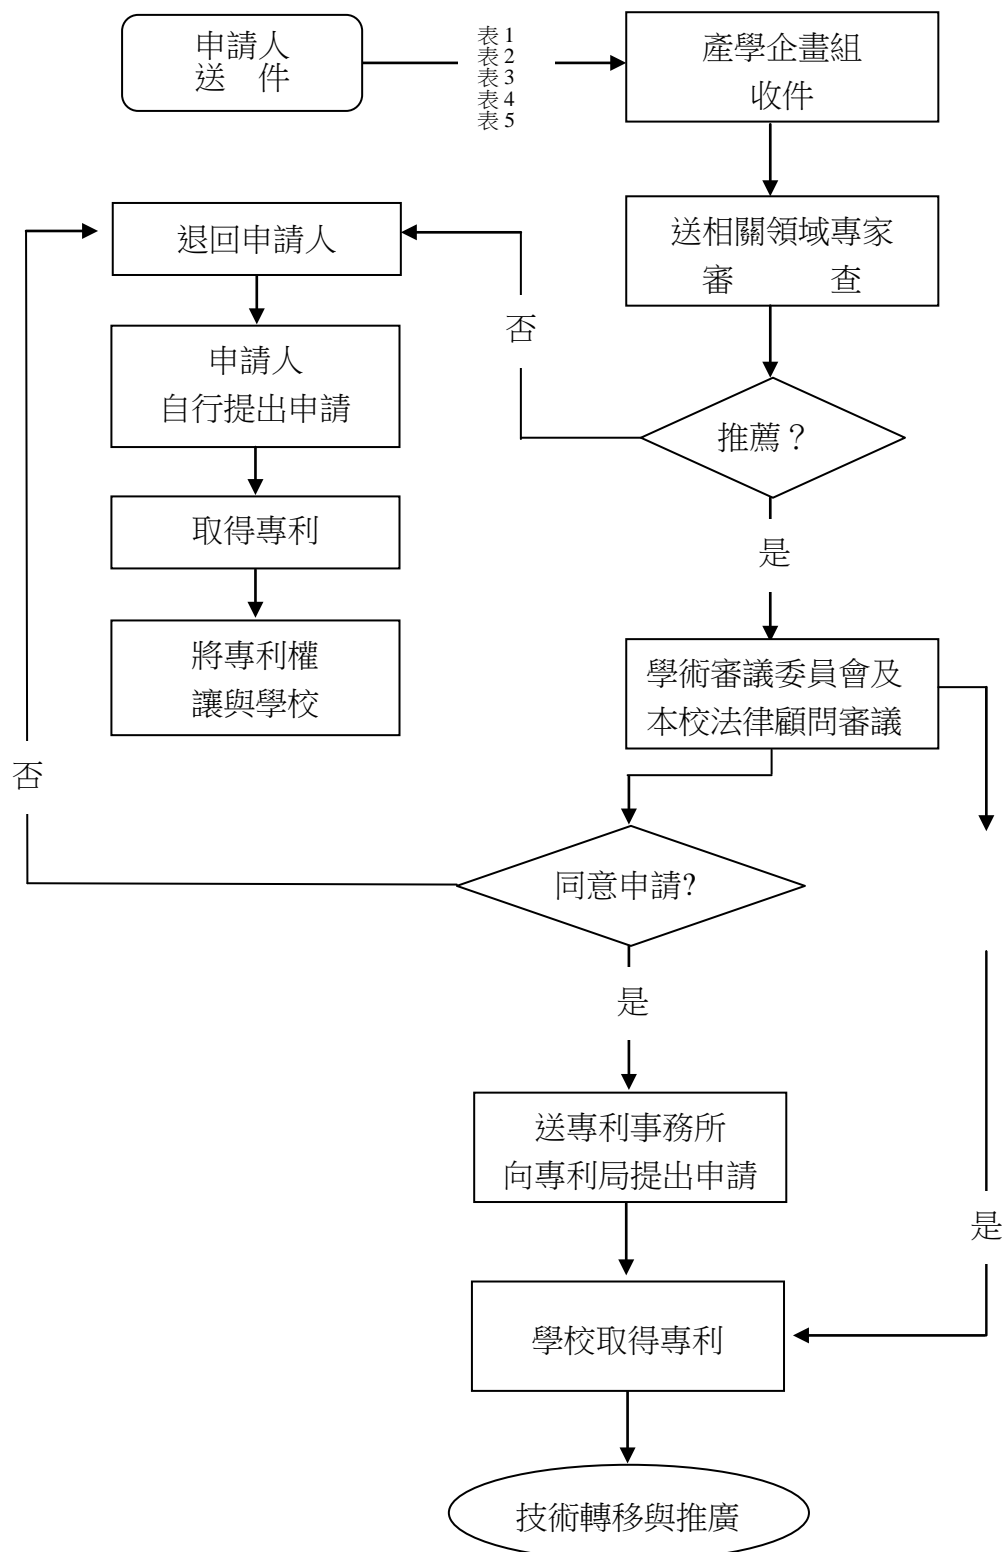 申請人
送 件
表1
表2
表3
表4
表5
產學企畫組
收件
退回申請人
送相關領域專家
審 查
否
申請人
自行提出申請
推薦？
取得專利
是
將專利權
讓與學校
學術審議委員會及
本校法律顧問審議
否
同意申請?
是
送專利事務所
向專利局提出申請
是
學校取得專利
技術轉移與推廣